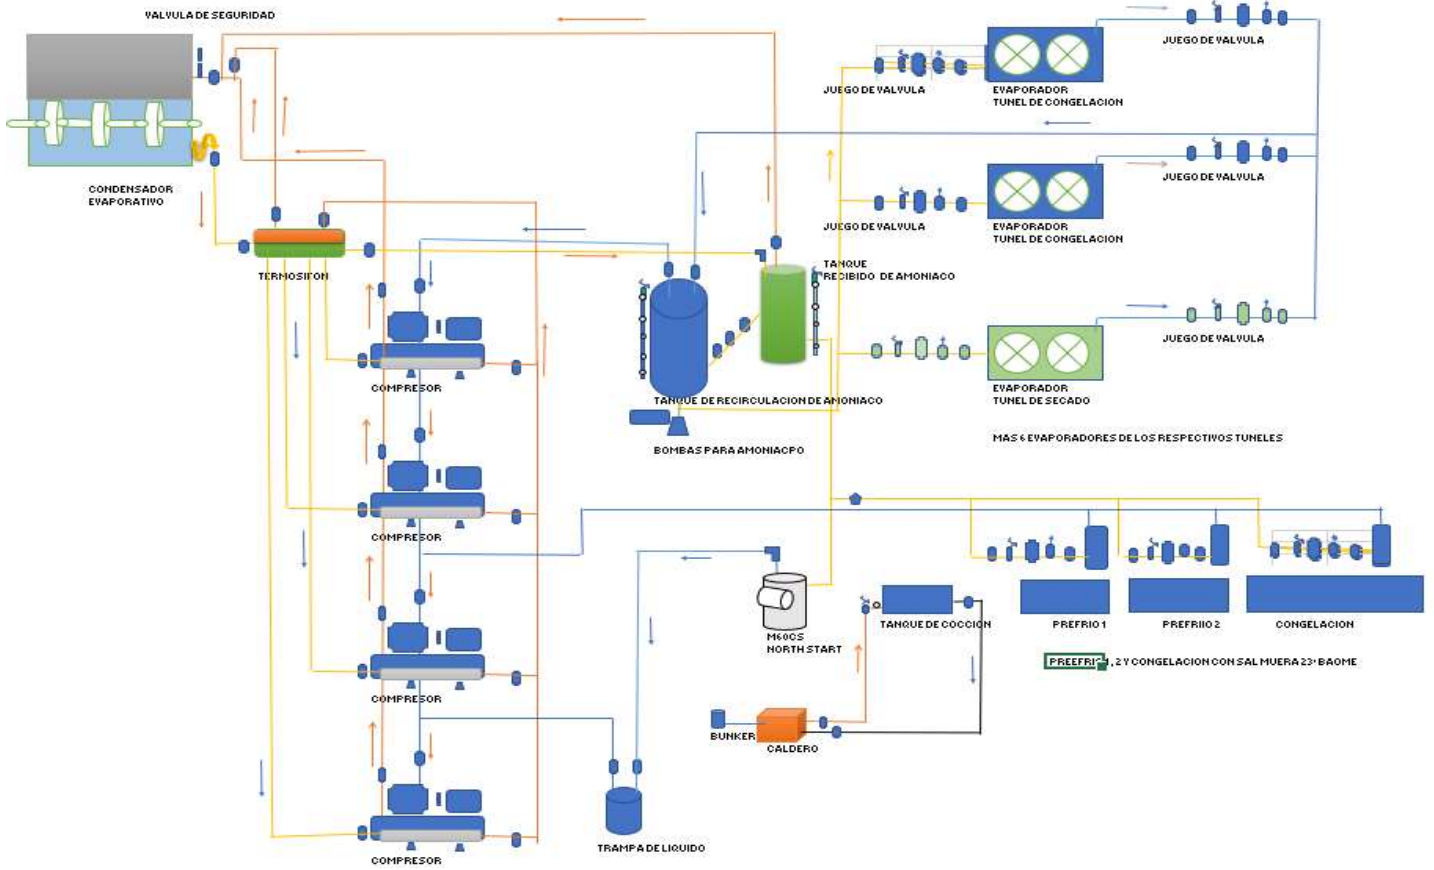 VALVULA DE SEGURIDAD
JUEGO DE VALVULA
JUEGO DE VALVULA
EVAPORADOR
TUNEL DE CONGELACION
CONDENSADOR
EVAPORATIVO
JUEGO DE VALVULA
JUEGO DE VALVULA
EVAPORADOR
TUNEL DE CONGELACION
TERMOSIFON
TANQUE
RECIBIDO DE AMONIACO
JUEGO DE VALVULA
COMPRESOR
EVAPORADOR
TUNEL DE SECADO
TANQUE DE RECIRCULACION DE AMONIACO
BOMBAS PARA AMONIACPO
MAS 6 EVAPORADORES DE LOS RESPECTIVOS TUNELES
COMPRESOR
M60CS
NORTH START
TANQUE DE COCCION
PREFRIO 1
PREFRIIO 2
CONGELACION
PREEFRIO 1, 2 Y CONGELACION CON SALMUERA 23° BAOME
COMPRESOR
BUNKER
CALDERO
TRAMPA DE LIQUIDO
COMPRESOR